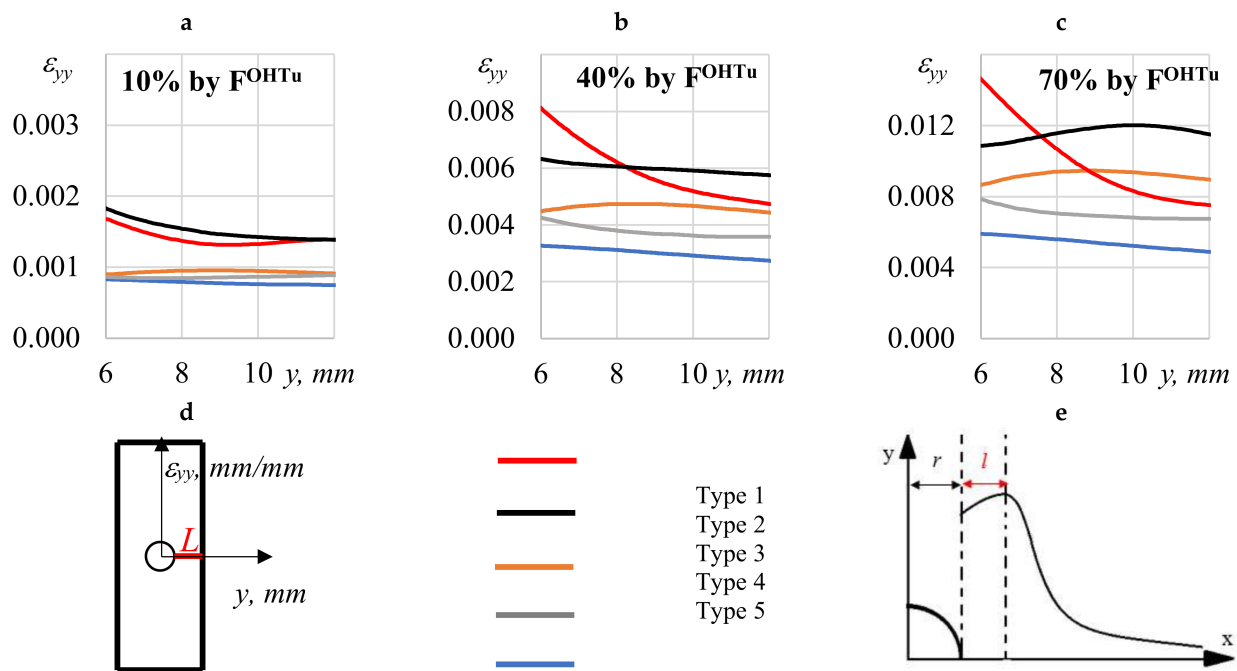 a b c
εyy 10% by F^OHTu
0.003
0.002
0.001
0.000
6 8 10 y, mm
εyy 40% by F^OHTu
0.008
0.006
0.004
0.002
0.000
6 8 10 y, mm
εyy 70% by F^OHTu
0.012
0.008
0.004
0.000
6 8 10 y, mm
d e
εyy, mm/mm
L
y, mm
Type 1
Type 2
Type 3
Type 4
Type 5
y r l
x